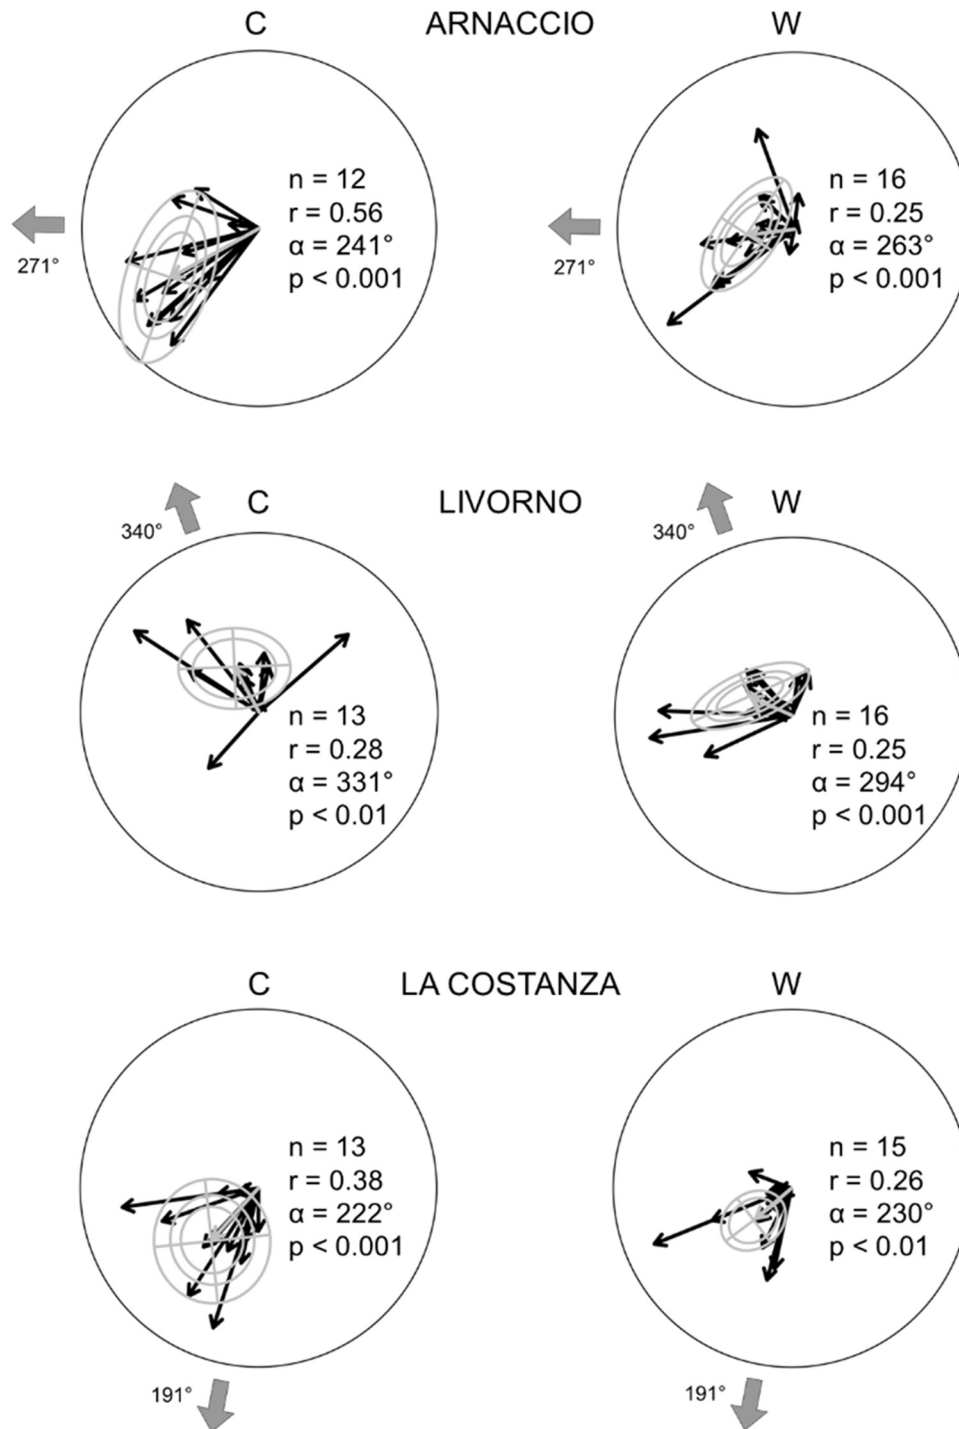 C ARNACCIO W
n = 12
r = 0.56
α = 241°
p < 0.001
271°
n = 16
r = 0.25
α = 263°
p < 0.001
271°
C LIVORNO W
340°
n = 13
r = 0.28
α = 331°
p < 0.01
340°
n = 16
r = 0.25
α = 294°
p < 0.001
C LA COSTANZA W
n = 13
r = 0.38
α = 222°
p < 0.001
191°
n = 15
r = 0.26
α = 230°
p < 0.01
191°